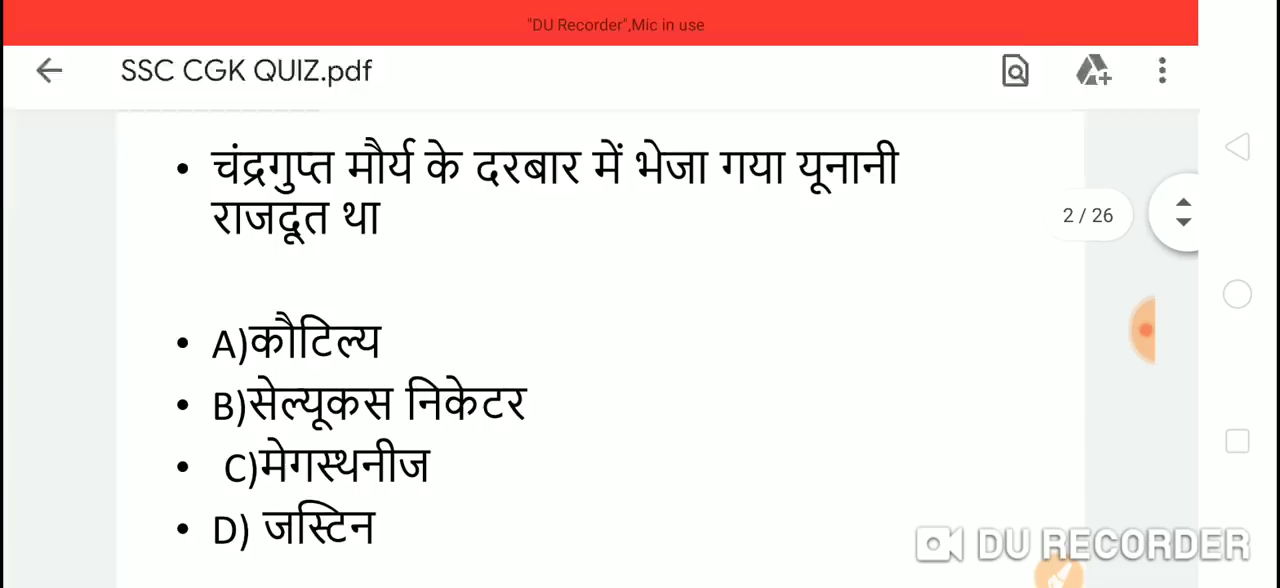 "DU Recorder",Mic in use
SSC CGK QUIZ.pdf
• चंद्रगुप्त मौर्य के दरबार में भेजा गया यूनानी
राजदूत था
2 / 26
• A)कौटिल्य
• B)सेल्यूकस निकेटर
• C)मेगस्थनीज
• D) जस्टिन
DU RECORDER